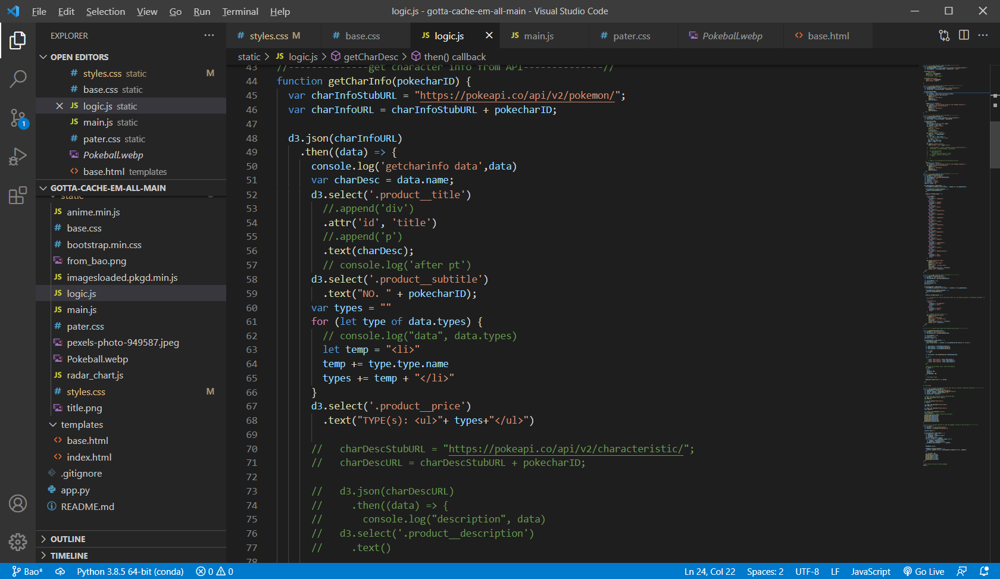 File Edit Selection View Go Run Terminal Help
logic.js - gotta-cache-em-all-main - Visual Studio Code
EXPLORER
OPEN EDITORS
# styles.css static M
# base.css static
JS logic.js static
JS main.js static
# pater.css static
Pokeball.webp
<> base.html templates
GOTTA-CACHE-EM-ALL-MAIN
static
JS anime.min.js
# base.css
# bootstrap.min.css
from_bao.png
JS imagesloaded.pkgd.min.js
JS logic.js
JS main.js
# pater.css
pexels-photo-949587.jpeg
Pokeball.webp
JS radar_chart.js
# styles.css M
title.png
templates
<> base.html
<> index.html
.gitignore
app.py
README.md
OUTLINE
TIMELINE
1
# styles.css M # base.css JS logic.js JS main.js # pater.css Pokeball.webp <> base.html
static > JS logic.js > getCharDesc > then() callback
43 //--------------get character info from API--------------//
44 function getCharInfo(pokecharID) {
45 var charInfoStubURL = "https://pokeapi.co/api/v2/pokemon/";
46 var charInfoURL = charInfoStubURL + pokecharID;
47
48 d3.json(charInfoURL)
49 .then((data) => {
50 console.log('getcharinfo data',data)
51 var charDesc = data.name;
52 d3.select('.product__title')
53 //.append('div')
54 .attr('id', 'title')
55 //.append('p')
56 .text(charDesc);
57 // console.log('after pt')
58 d3.select('.product__subtitle')
59 .text("NO. " + pokecharID);
60 var types = ""
61 for (let type of data.types) {
62 // console.log("data", data.types)
63 let temp = "<li>"
64 temp += type.type.name
65 types += temp + "</li>"
66 }
67 d3.select('.product__price')
68 .text("TYPE(s): <ul>"+ types+"</ul>")
69
70 // charDescStubURL = "https://pokeapi.co/api/v2/characteristic/";
71 // charDescURL = charDescStubURL + pokecharID;
72
73 // d3.json(charDescURL)
74 // .then((data) => {
75 // console.log("description", data)
76 // d3.select('.product__description')
77 // .text()
78
Bao* Python 3.8.5 64-bit (conda) 0 0 Ln 24, Col 22 Spaces: 2 UTF-8 LF JavaScript Go Live